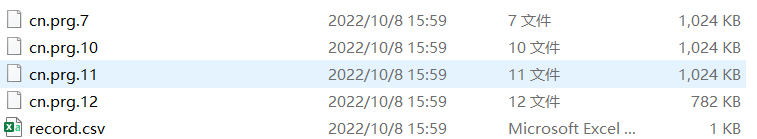 cn.prg.7 2022/10/8 15:59 7 文件 1,024 KB
cn.prg.10 2022/10/8 15:59 10 文件 1,024 KB
cn.prg.11 2022/10/8 15:59 11 文件 1,024 KB
cn.prg.12 2022/10/8 15:59 12 文件 782 KB
record.csv 2022/10/8 15:59 Microsoft Excel ... 1 KB